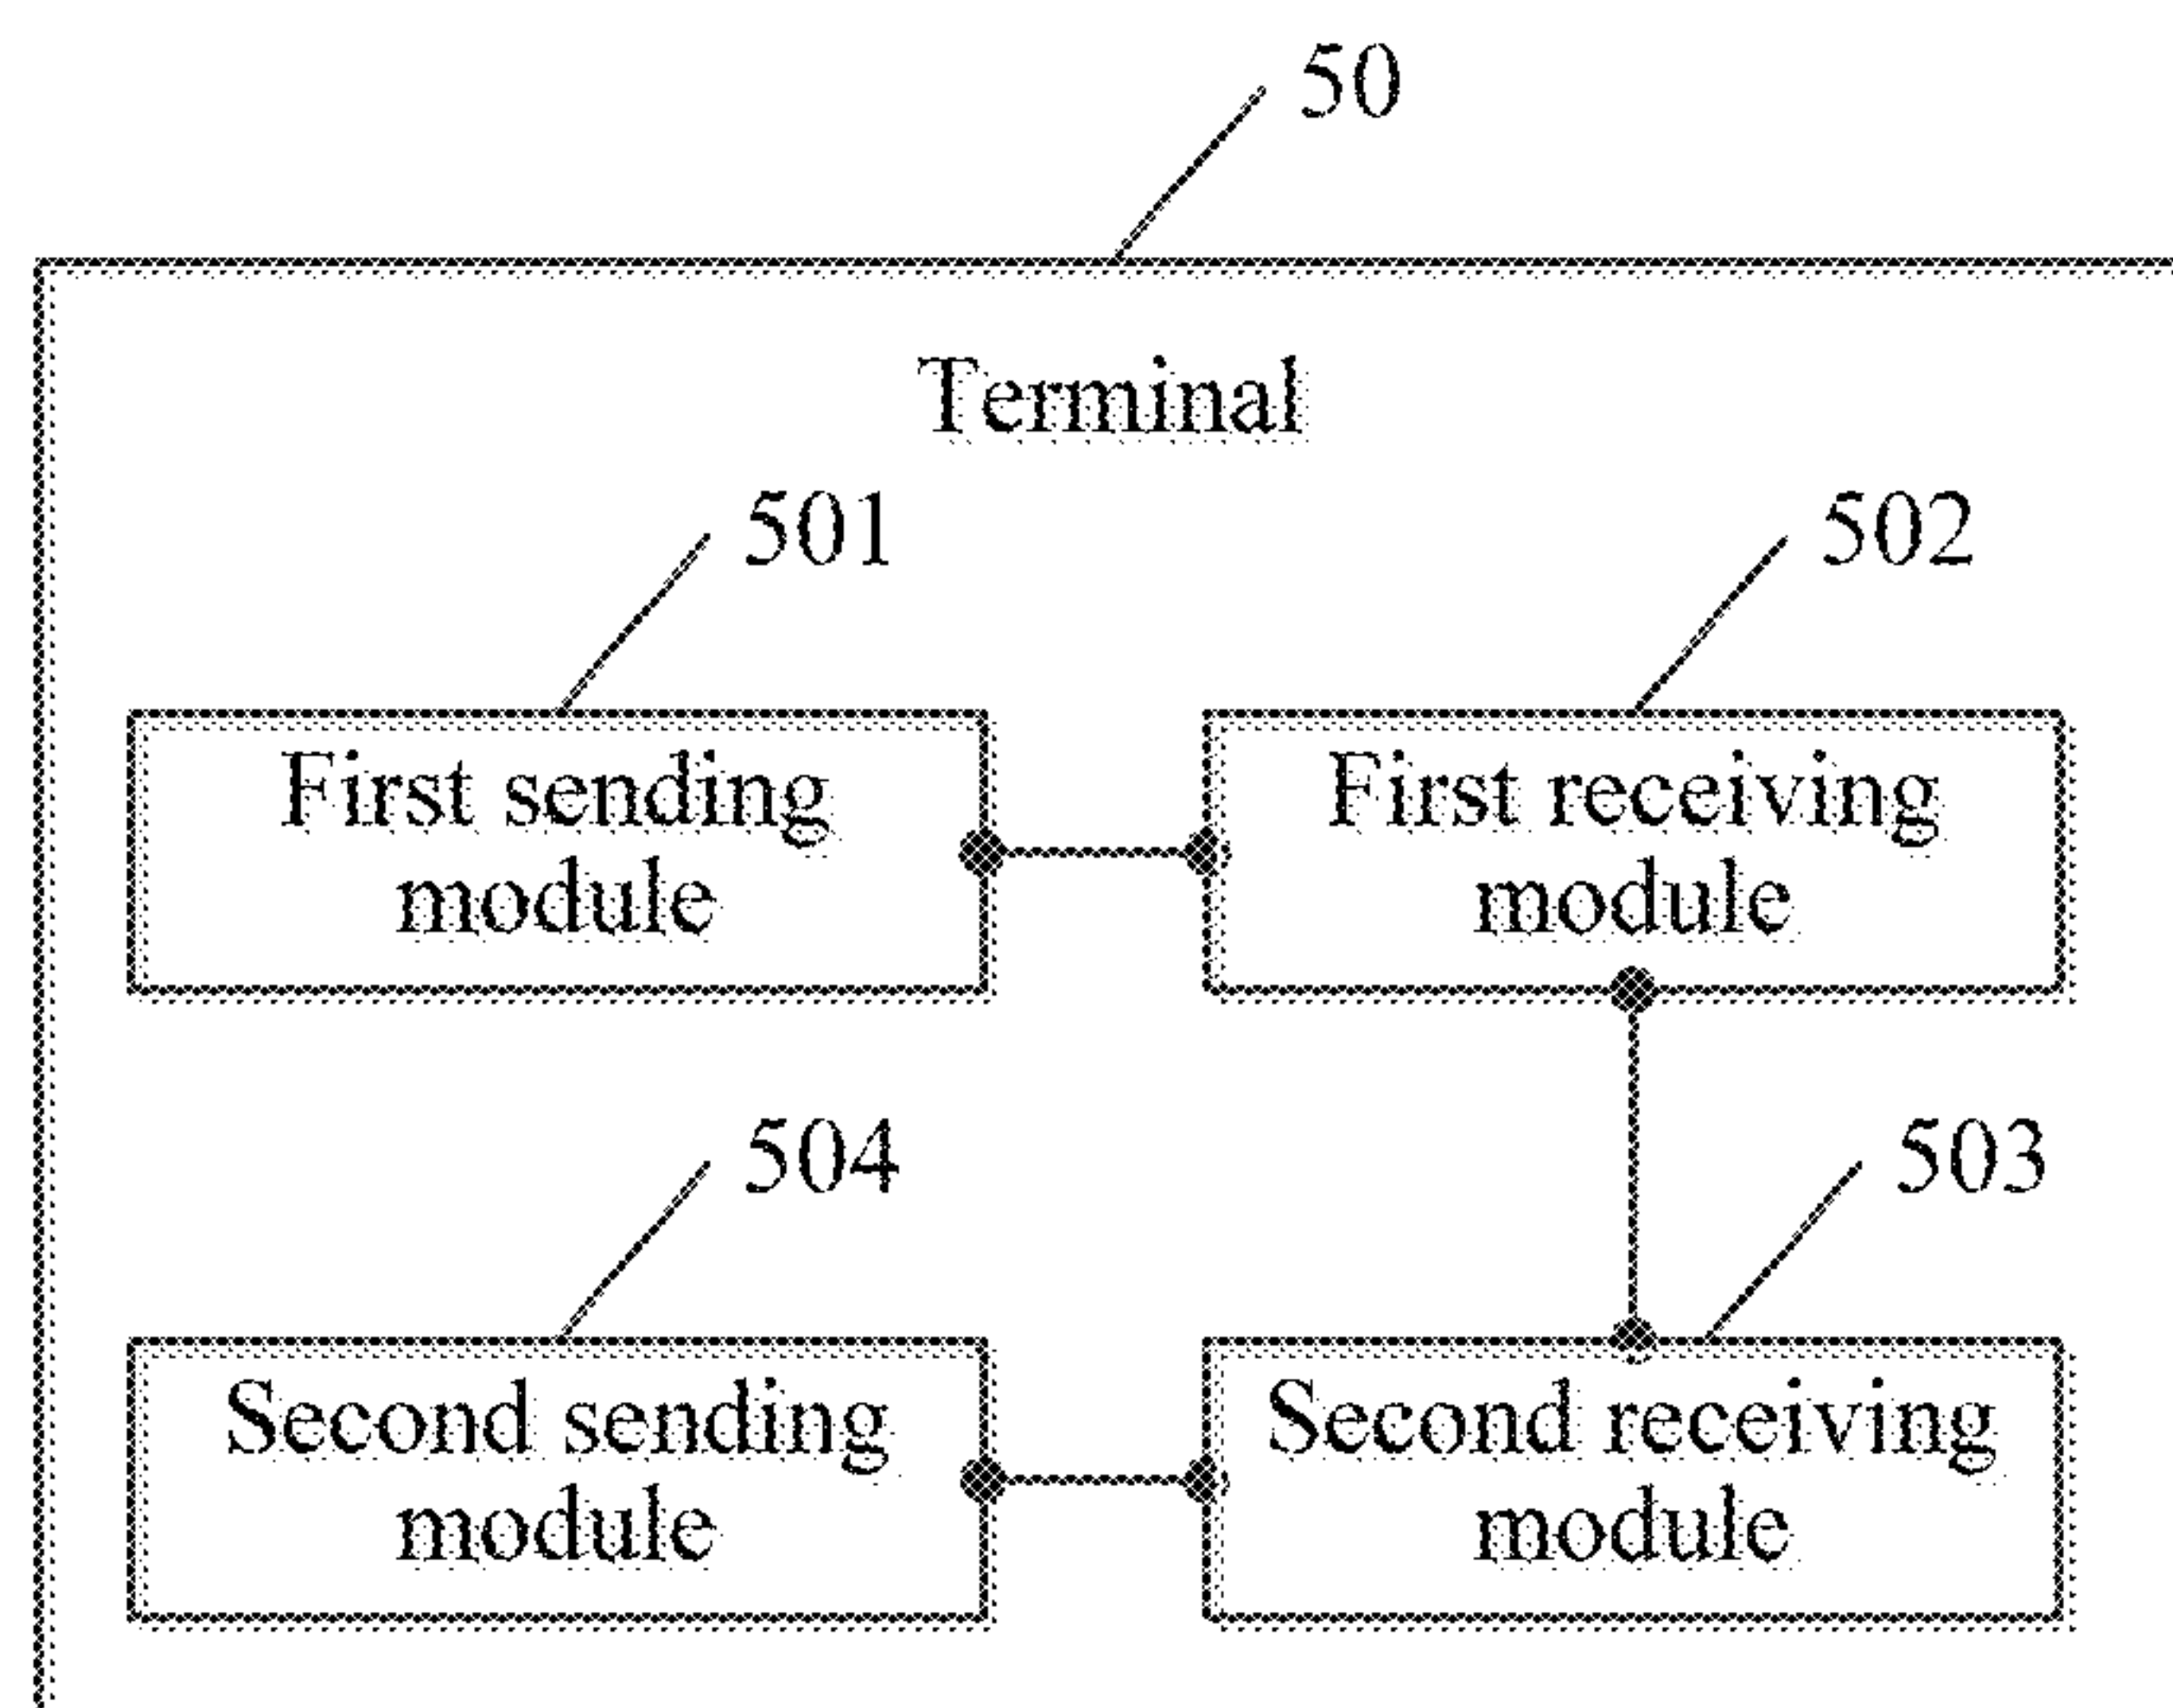 50
Terminal
501
502
First sending
module
First receiving
module
504
503
Second sending
module
Second receiving
module